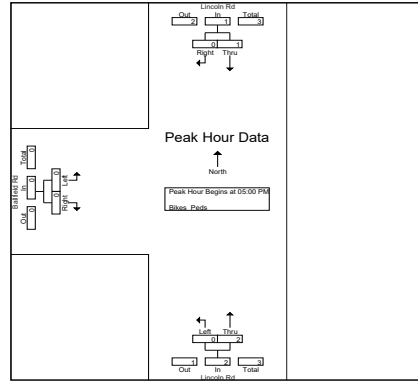 Lincoln Rd
Out In Total
2 1 3
0 1
Right Thru
Peak Hour Data
North
Peak Hour Begins at 05:00 PM
Bikes Peds
Ballfield Rd
Out In Total
0 0 0
0 0
Right Left
Left Thru
0 2
1 2 3
Out In Total
Lincoln Rd